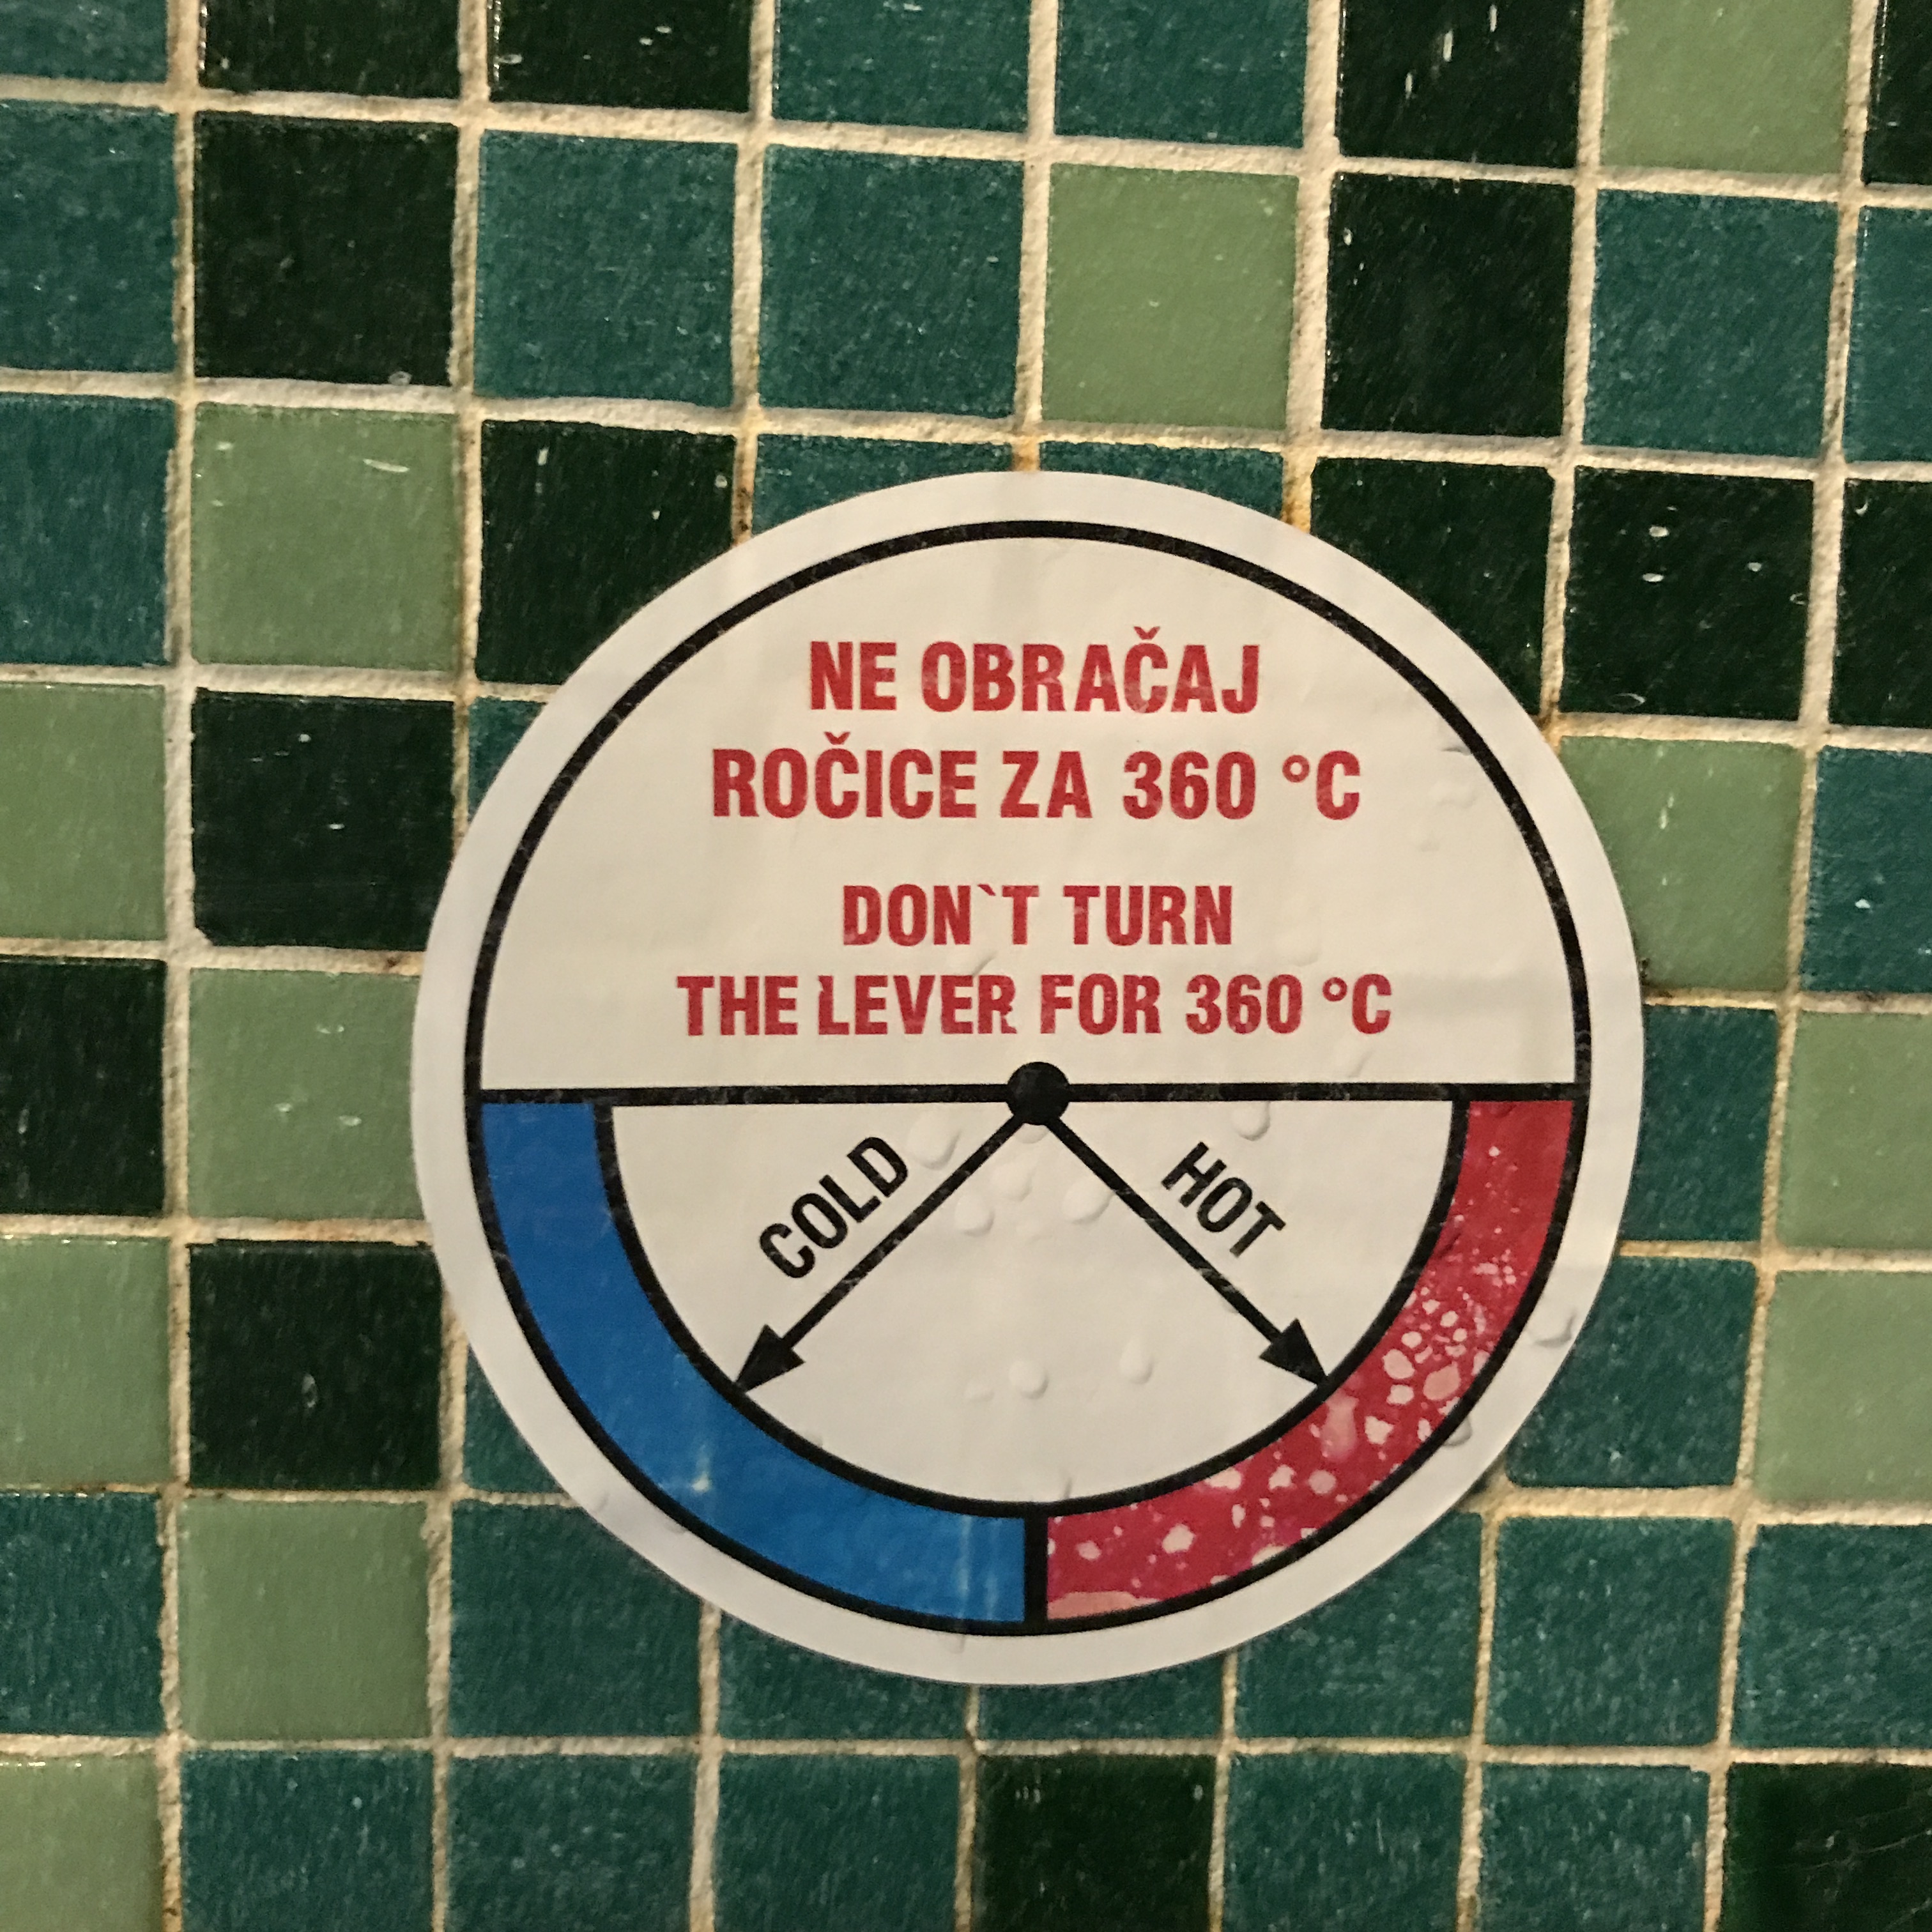 NE OBRAČAJ
ROČICE ZA 360 °C
DON`T TURN
THE LEVER FOR 360 °C
COLD
HOT